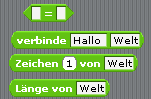 =
verbinde Hallo Welt
Zeichen 1 von Welt
Länge von Welt